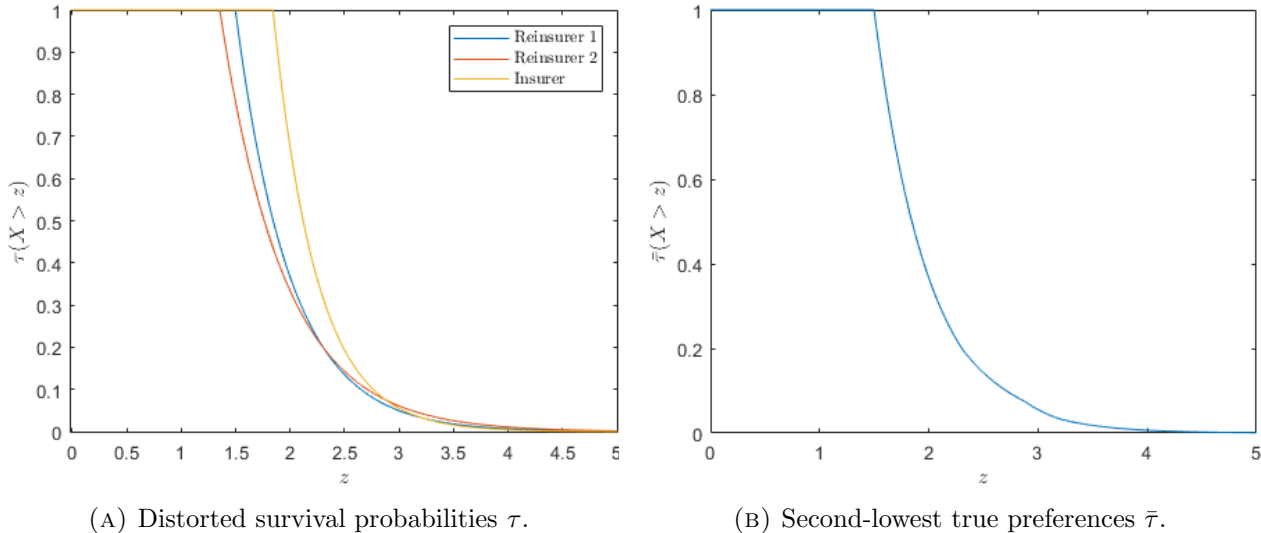 1
0.9
0.8
0.7
0.6
0.5
0.4
0.3
0.2
0.1
0
τ(X > z)
Reinsurer 1
Reinsurer 2
Insurer
0 0.5 1 1.5 2 2.5 3 3.5 4 4.5 5
z
(A) Distorted survival probabilities τ.
1
0.8
0.6
0.4
0.2
0
τ̄(X > z)
0 1 2 3 4 5
z
(B) Second-lowest true preferences τ̄.